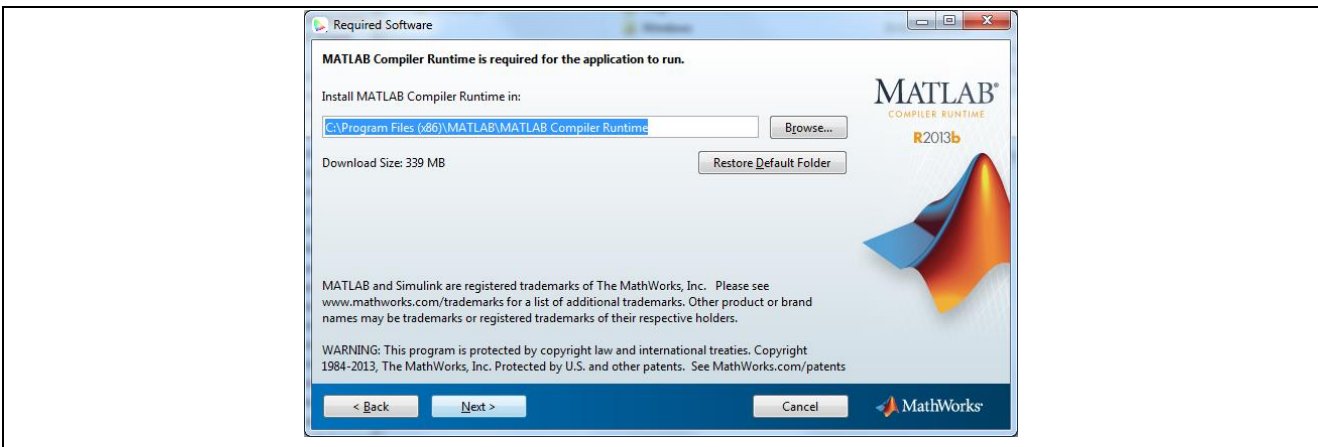 Required Software
MATLAB Compiler Runtime is required for the application to run.
Install MATLAB Compiler Runtime in:
C:\Program Files (x86)\MATLAB\MATLAB Compiler Runtime
Browse...
Download Size: 339 MB
Restore Default Folder
MATLAB®
COMPILER RUNTIME
R2013b
MATLAB and Simulink are registered trademarks of The MathWorks, Inc. Please see
www.mathworks.com/trademarks for a list of additional trademarks. Other product or brand
names may be trademarks or registered trademarks of their respective holders.
WARNING: This program is protected by copyright law and international treaties. Copyright
1984-2013, The MathWorks, Inc. Protected by U.S. and other patents. See MathWorks.com/patents
< Back
Next >
Cancel
MathWorks®